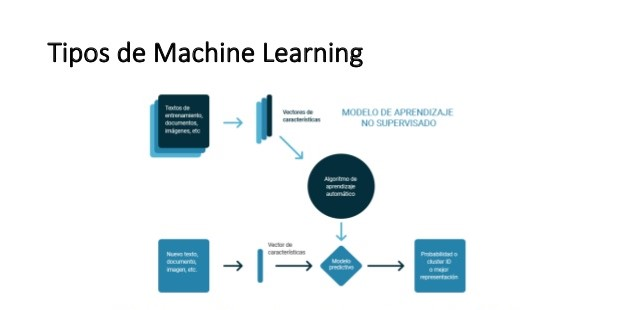 Tipos de Machine Learning
Textos de
entrenamiento,
documentos,
imágenes, etc
Vectores de
características
MODELO DE APRENDIZAJE
NO SUPERVISADO
Algoritmo de
aprendizaje
automático
Nuevo texto,
documento,
imagen, etc.
Vector de
características
Modelo
predictivo
Probabilidad o
cluster ID
o mejor
representación